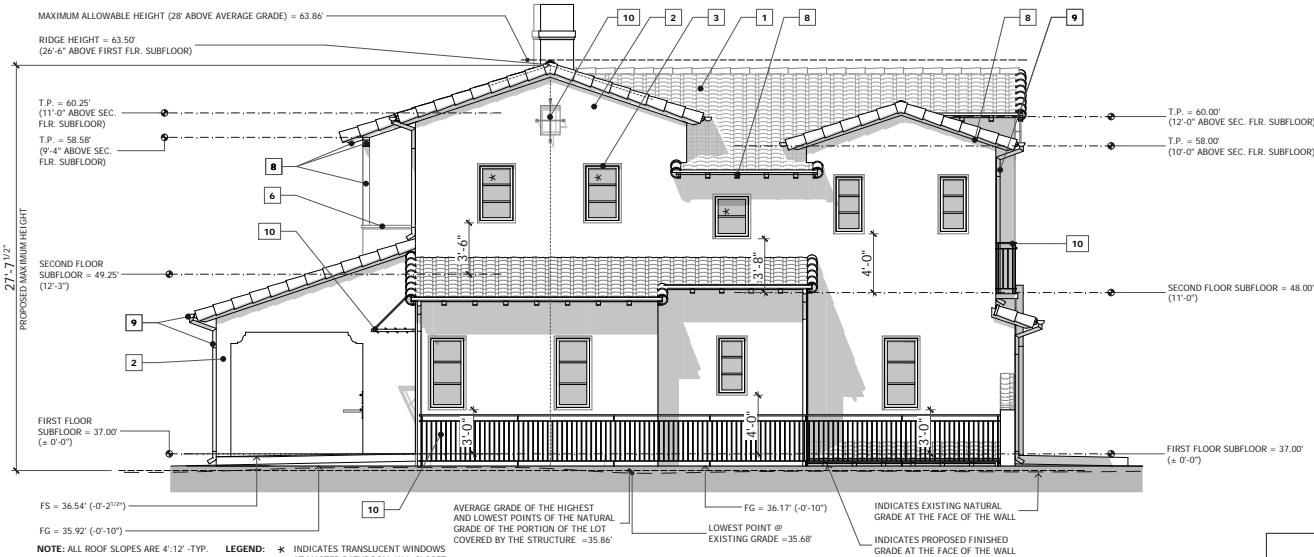 MAXIMUM ALLOWABLE HEIGHT (28' ABOVE AVERAGE GRADE) = 63.86'
RIDGE HEIGHT = 63.50'
(26'-6" ABOVE FIRST FLR. SUBFLOOR)
10
2
3
1
8
8
9
T.P. = 60.25'
(11'-0" ABOVE SEC.
FLR. SUBFLOOR)
T.P. = 58.58'
(9'-4" ABOVE SEC.
FLR. SUBFLOOR)
T.P. = 60.00'
(12'-0" ABOVE SEC. FLR. SUBFLOOR)
T.P. = 58.00'
(10'-0" ABOVE SEC. FLR. SUBFLOOR)
8
6
10
10
27'-7 1/2"
PROPOSED MAXIMUM HEIGHT
3'-6"
3'-8"
4'-0"
SECOND FLOOR
SUBFLOOR = 49.25'
(12'-3")
SECOND FLOOR SUBFLOOR = 48.00'
(11'-0")
9
2
FIRST FLOOR
SUBFLOOR = 37.00'
(± 0'-0")
3'-0"
4'-0"
3'-0"
FIRST FLOOR SUBFLOOR = 37.00'
(± 0'-0")
FS = 36.54' (-0'-2 1/2")
FG = 35.92' (-0'-10")
10
AVERAGE GRADE OF THE HIGHEST
AND LOWEST POINTS OF THE NATURAL
GRADE OF THE PORTION OF THE LOT
COVERED BY THE STRUCTURE =35.86'
FG = 36.17' (-0'-10")
LOWEST POINT @
EXISTING GRADE =35.68'
INDICATES EXISTING NATURAL
GRADE AT THE FACE OF THE WALL
INDICATES PROPOSED FINISHED
GRADE AT THE FACE OF THE WALL
NOTE: ALL ROOF SLOPES ARE 4':12' -TYP.
LEGEND: * INDICATES TRANSLUCENT WINDOWS